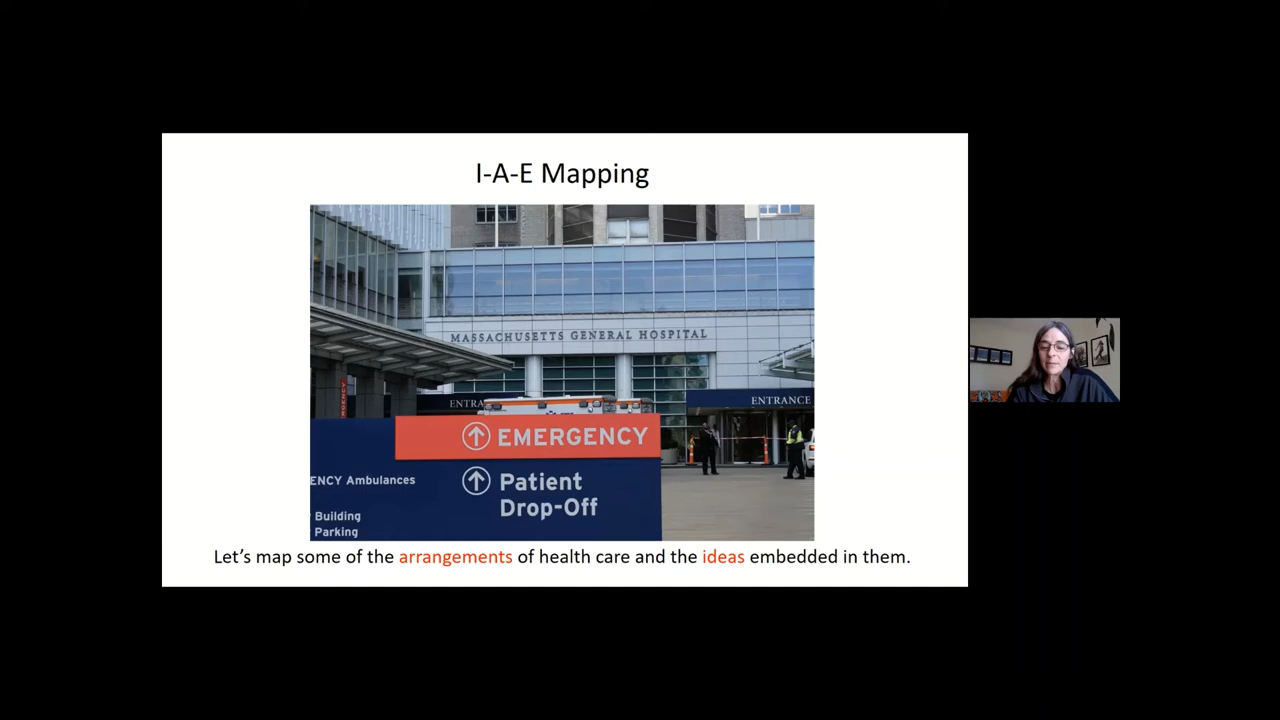 I-A-E Mapping
MASSACHUSETTS GENERAL HOSPITAL
ENTRA
ENTRANCE
EMERGENCY
EMERGENCY
ENCY Ambulances
Patient
Drop-Off
Building
Parking
Let's map some of the arrangements of health care and the ideas embedded in them.